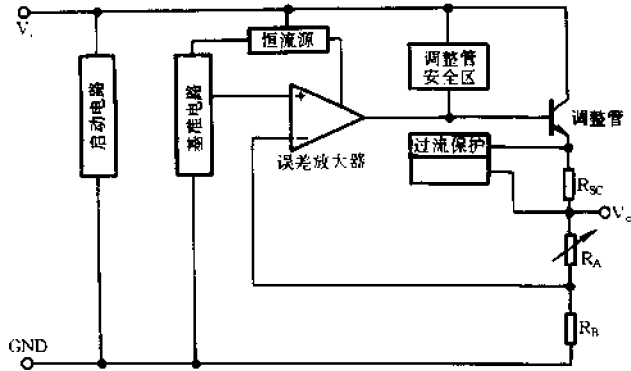 V.
恒流源
调整管
安全区
启动电路
基准电路
+
−
误差放大器
调整管
过流保护
R_SC
V_o
R_A
R_B
GND